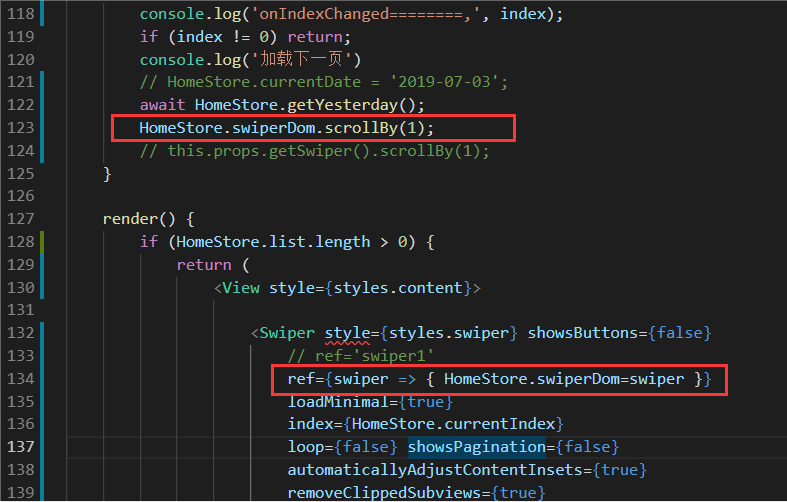 118 console.log('onIndexChanged========,', index);
119 if (index != 0) return;
120 console.log('加载下一页')
121 // HomeStore.currentDate = '2019-07-03';
122 await HomeStore.getYesterday();
123 HomeStore.swiperDom.scrollBy(1);
124 // this.props.getSwiper().scrollBy(1);
125 }
126
127 render() {
128 if (HomeStore.list.length > 0) {
129 return (
130 <View style={styles.content}>
131
132 <Swiper style={styles.swiper} showsButtons={false}
133 // ref='swiper1'
134 ref={swiper => { HomeStore.swiperDom=swiper }}
135 loadMinimal={true}
136 index={HomeStore.currentIndex}
137 loop={false} showsPagination={false}
138 automaticallyAdjustContentInsets={true}
139 removeClippedSubviews={true}